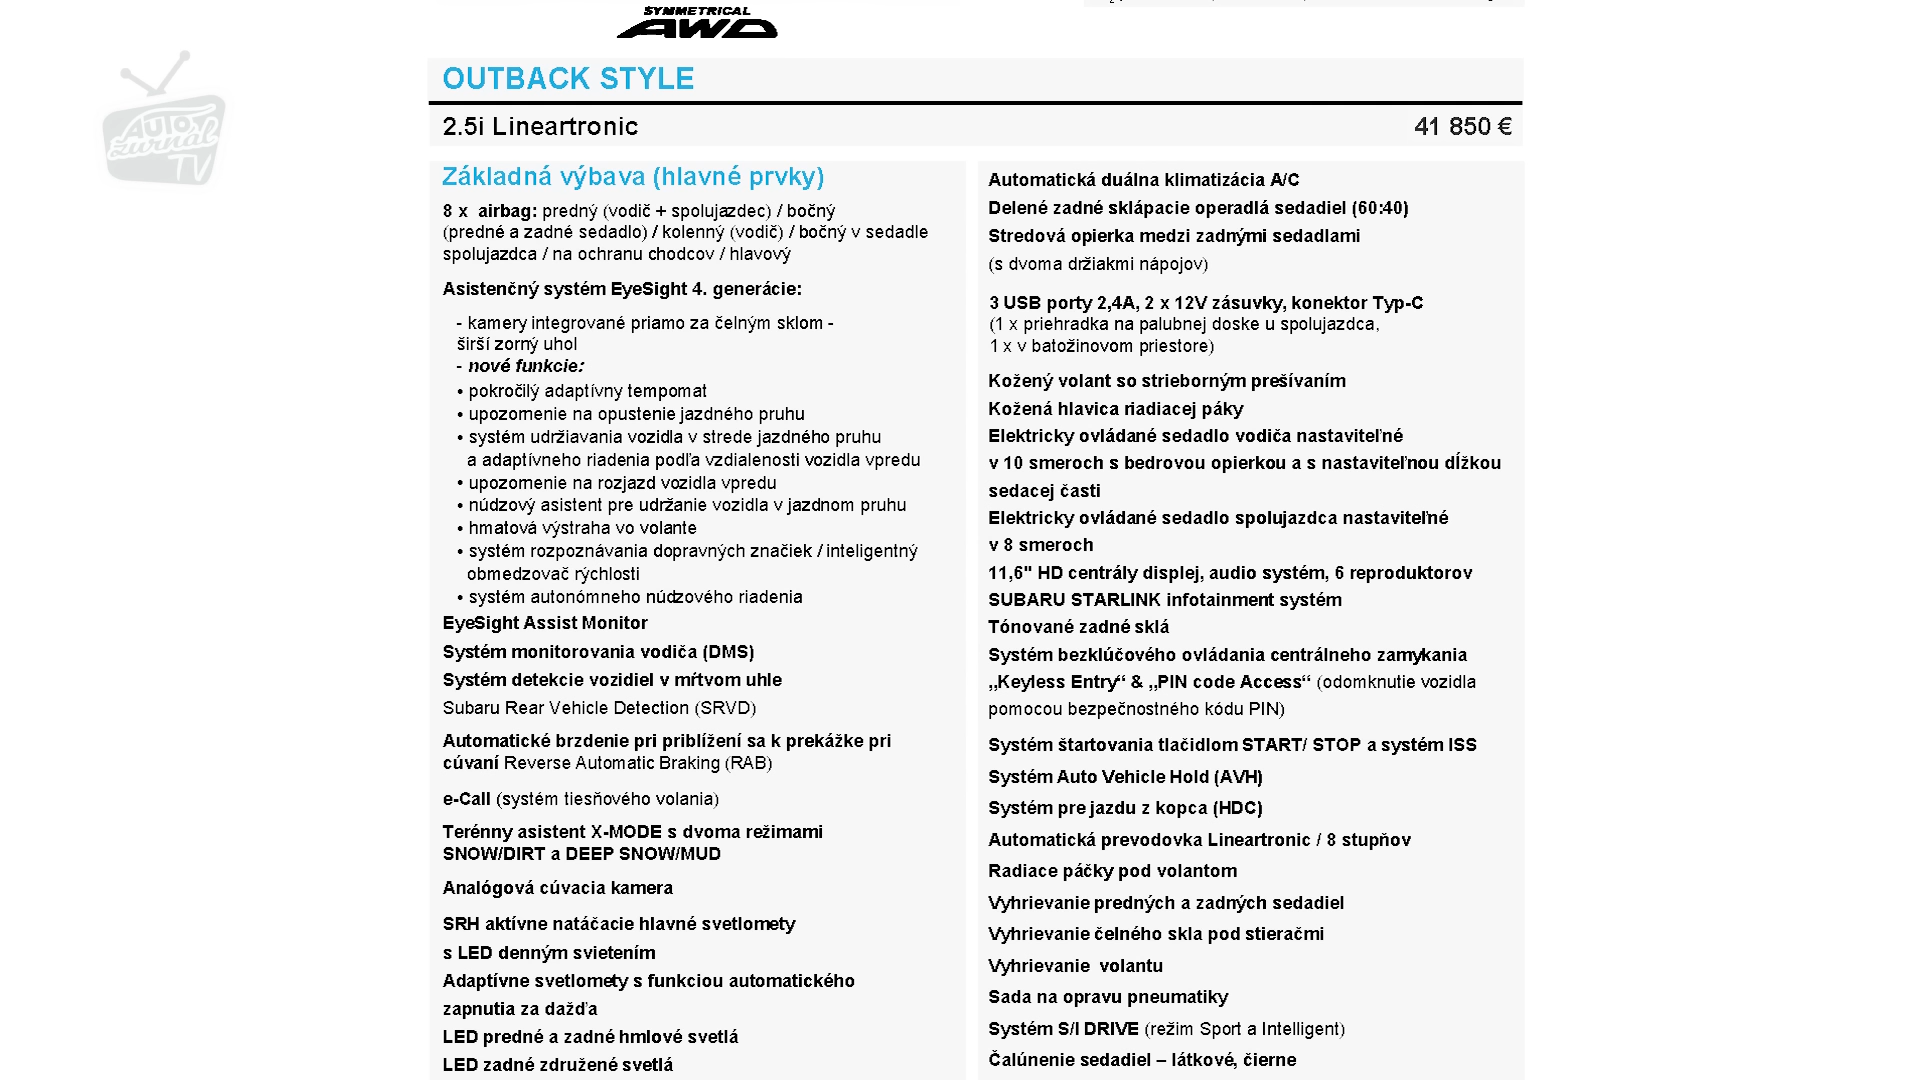 SYMMETRICAL
AWD
Auto
žurnál
TV
OUTBACK STYLE
2.5i Lineartronic
41 850 €
Základná výbava (hlavné prvky)
8 x airbag: predný (vodič + spolujazdec) / bočný
(predné a zadné sedadlo) / kolenný (vodič) / bočný v sedadle
spolujazdca / na ochranu chodcov / hlavový
Asistenčný systém EyeSight 4. generácie:
- kamery integrované priamo za čelným sklom -
širší zorný uhol
- nové funkcie:
• pokročilý adaptívny tempomat
• upozornenie na opustenie jazdného pruhu
• systém udržiavania vozidla v strede jazdného pruhu
a adaptívneho riadenia podľa vzdialenosti vozidla vpredu
• upozornenie na rozjazd vozidla vpredu
• núdzový asistent pre udržanie vozidla v jazdnom pruhu
• hmatová výstraha vo volante
• systém rozpoznávania dopravných značiek / inteligentný
obmedzovač rýchlosti
• systém autonómneho núdzového riadenia
EyeSight Assist Monitor
Systém monitorovania vodiča (DMS)
Systém detekcie vozidiel v mŕtvom uhle
Subaru Rear Vehicle Detection (SRVD)
Automatické brzdenie pri priblížení sa k prekážke pri
cúvaní Reverse Automatic Braking (RAB)
e-Call (systém tiesňového volania)
Terénny asistent X-MODE s dvoma režimami
SNOW/DIRT a DEEP SNOW/MUD
Analógová cúvacia kamera
SRH aktívne natáčacie hlavné svetlomety
s LED denným svietením
Adaptívne svetlomety s funkciou automatického
zapnutia za dažďa
LED predné a zadné hmlové svetlá
LED zadné združené svetlá
Automatická duálna klimatizácia A/C
Delené zadné sklápacie operadlá sedadiel (60:40)
Stredová opierka medzi zadnými sedadlami
(s dvoma držiakmi nápojov)
3 USB porty 2,4A, 2 x 12V zásuvky, konektor Typ-C
(1 x priehradka na palubnej doske u spolujazdca,
1 x v batožinovom priestore)
Kožený volant so strieborným prešívaním
Kožená hlavica riadiacej páky
Elektricky ovládané sedadlo vodiča nastaviteľné
v 10 smeroch s bedrovou opierkou a s nastaviteľnou dĺžkou
sedacej časti
Elektricky ovládané sedadlo spolujazdca nastaviteľné
v 8 smeroch
11,6" HD centrály displej, audio systém, 6 reproduktorov
SUBARU STARLINK infotainment systém
Tónované zadné sklá
Systém bezklúčového ovládania centrálneho zamykania
„Keyless Entry“ & „PIN code Access“ (odomknutie vozidla
pomocou bezpečnostného kódu PIN)
Systém štartovania tlačidlom START/ STOP a systém ISS
Systém Auto Vehicle Hold (AVH)
Systém pre jazdu z kopca (HDC)
Automatická prevodovka Lineartronic / 8 stupňov
Radiace páčky pod volantom
Vyhrievanie predných a zadných sedadiel
Vyhrievanie čelného skla pod stieračmi
Vyhrievanie volantu
Sada na opravu pneumatiky
Systém S/I DRIVE (režim Sport a Intelligent)
Čalúnenie sedadiel – látkové, čierne